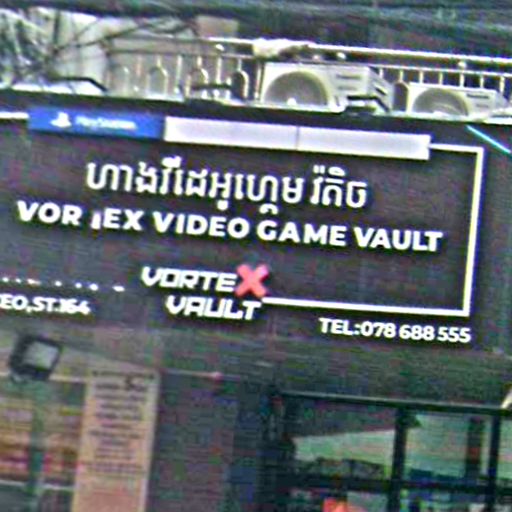 PlayStation
ហាងវីដែអូហ្គេម វ៉តិច
VOR TEX VIDEO GAME VAULT
VORTEX
VAULT
EO,ST.164
TEL:078 688 555